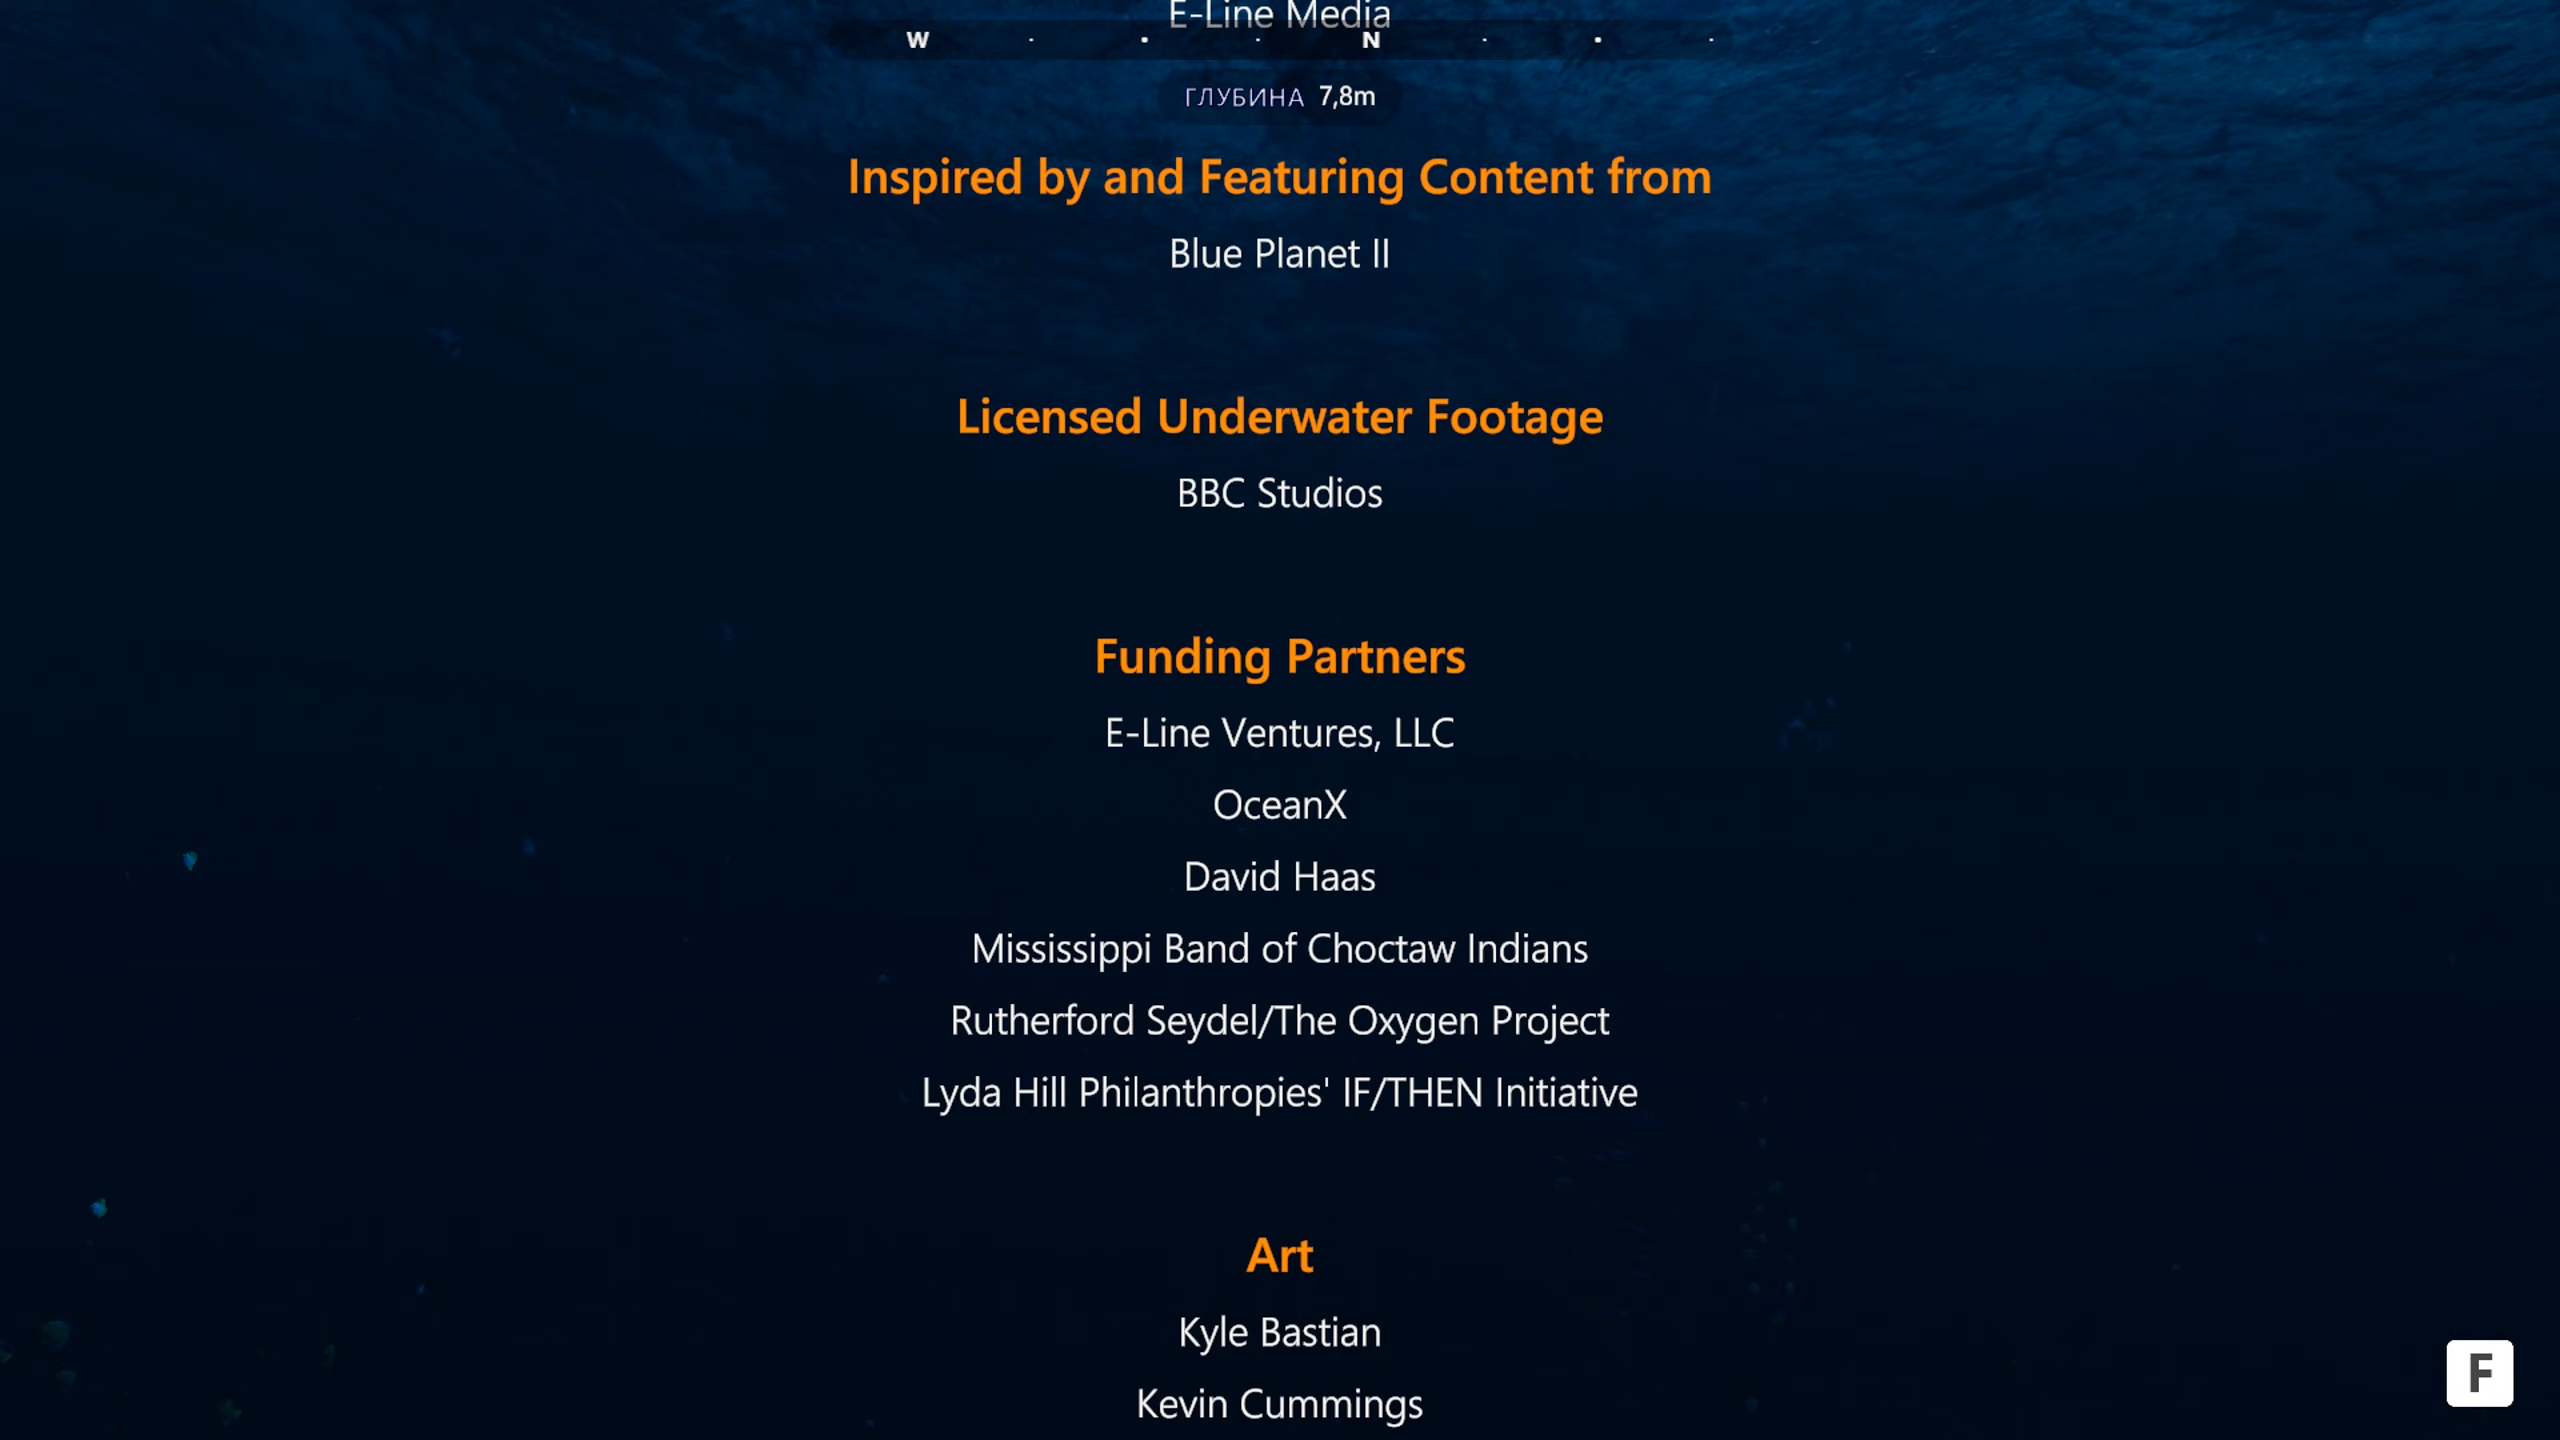 E-Line Media
W N
ГЛУБИНА 7,8m
Inspired by and Featuring Content from
Blue Planet II
Licensed Underwater Footage
BBC Studios
Funding Partners
E-Line Ventures, LLC
OceanX
David Haas
Mississippi Band of Choctaw Indians
Rutherford Seydel/The Oxygen Project
Lyda Hill Philanthropies' IF/THEN Initiative
Art
Kyle Bastian
Kevin Cummings
F